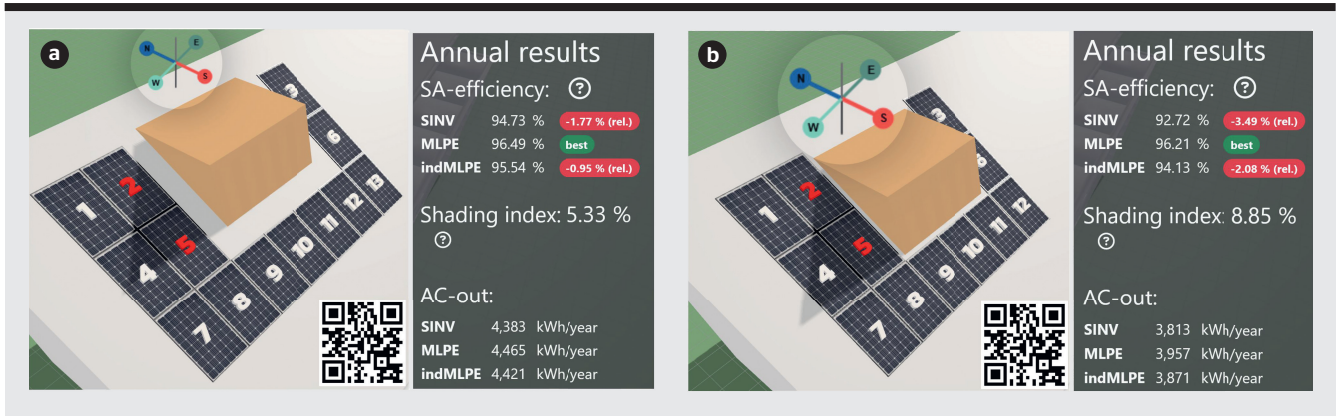 a
N
E
W
S
3
6
13
12
11
10
9
8
7
2
1
5
4
Annual results
SA-efficiency: ?
SINV 94.73 % -1.77 % (rel.)
MLPE 96.49 % best
indMLPE 95.54 % -0.95 % (rel.)
Shading index: 5.33 %
?
AC-out:
SINV 4,383 kWh/year
MLPE 4,465 kWh/year
indMLPE 4,421 kWh/year
b
N
E
W
S
3
6
12
11
10
9
8
7
2
1
5
4
Annual results
SA-efficiency: ?
SINV 92.72 % -3.49 % (rel.)
MLPE 96.21 % best
indMLPE 94.13 % -2.08 % (rel.)
Shading index: 8.85 %
?
AC-out:
SINV 3,813 kWh/year
MLPE 3,957 kWh/year
indMLPE 3,871 kWh/year